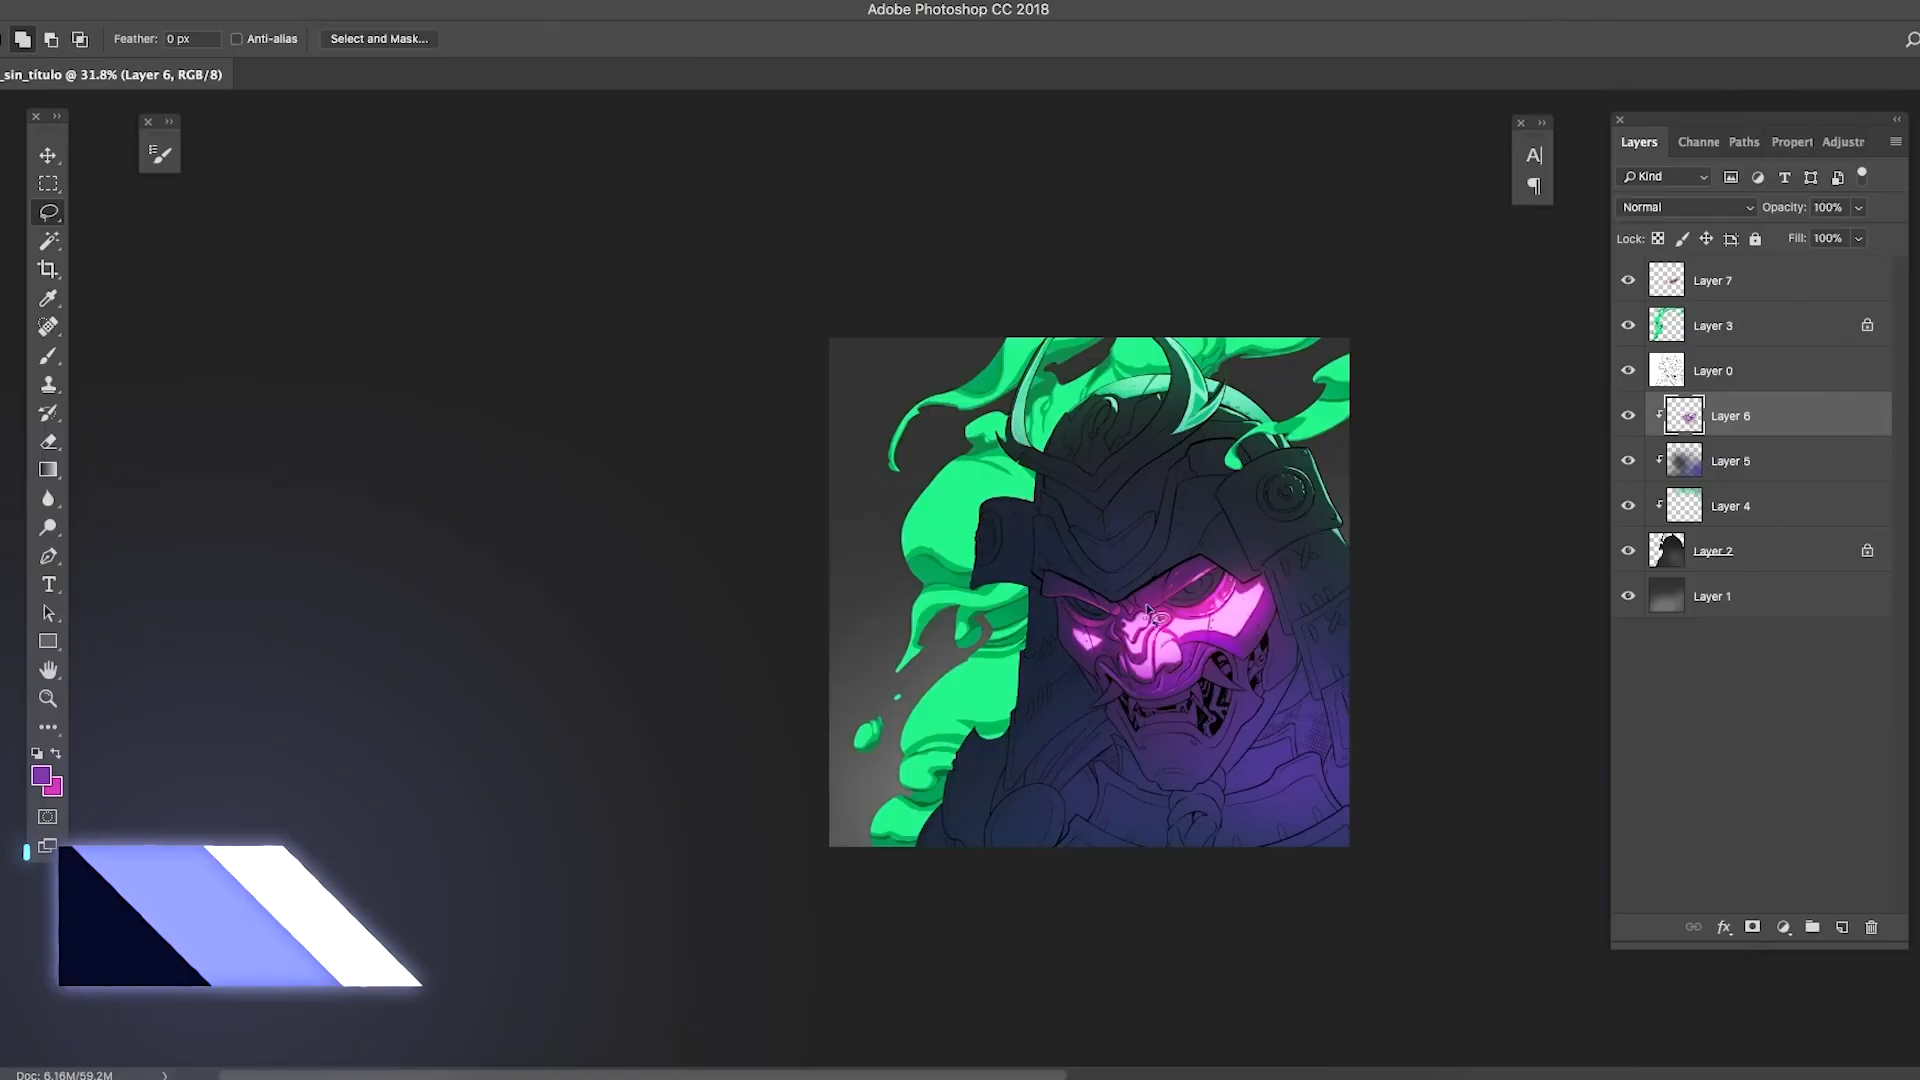 Adobe Photoshop CC 2018
Feather: 0 px
Anti-alias
Select and Mask...
_sin_título @ 31.8% (Layer 6, RGB/8)
Layers Channe Paths Propert Adjustr
Kind
Normal
Opacity: 100%
Lock:
Fill: 100%
Layer 7
Layer 3
Layer 0
Layer 6
Layer 5
Layer 4
Layer 2
Layer 1
Doc: 6.16M/59.2M